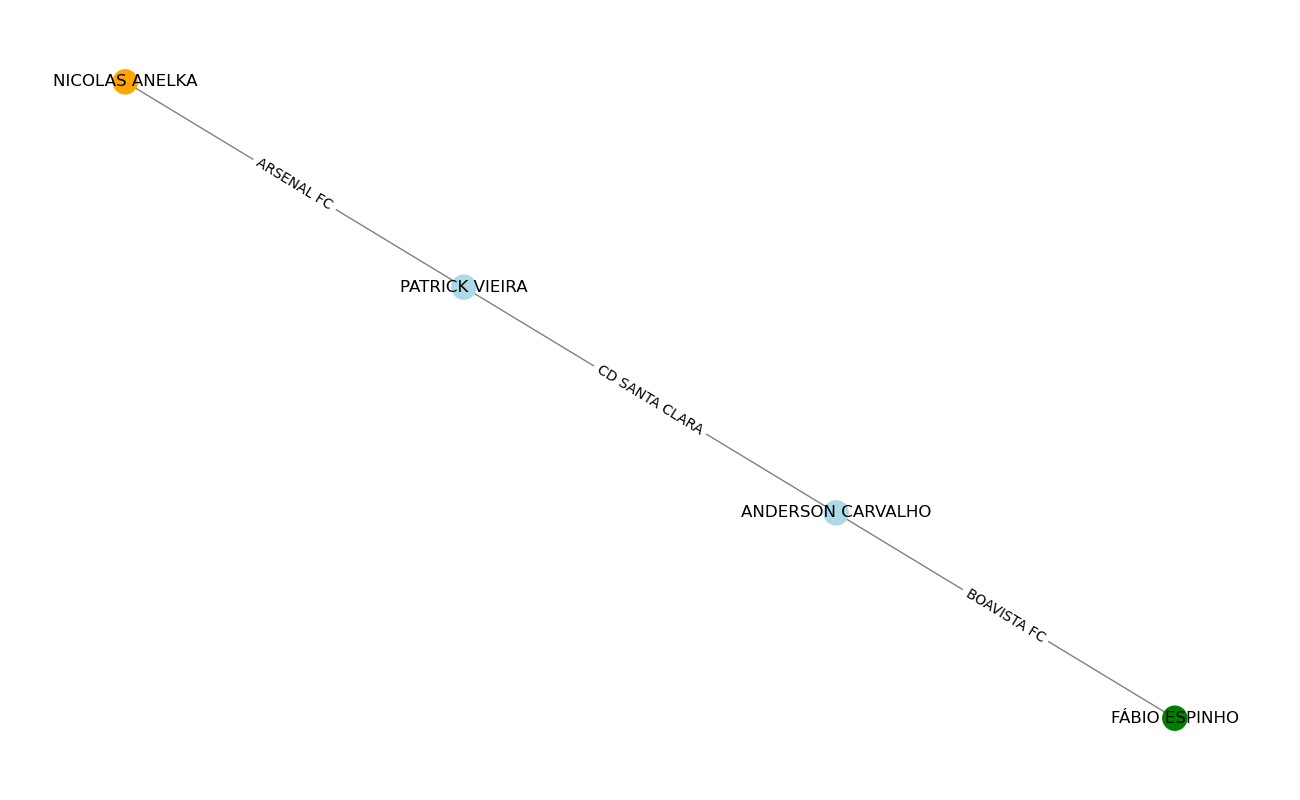 NICOLAS ANELKA
ARSENAL FC
PATRICK VIEIRA
CD SANTA CLARA
ANDERSON CARVALHO
BOAVISTA FC
FÁBIO ESPINHO